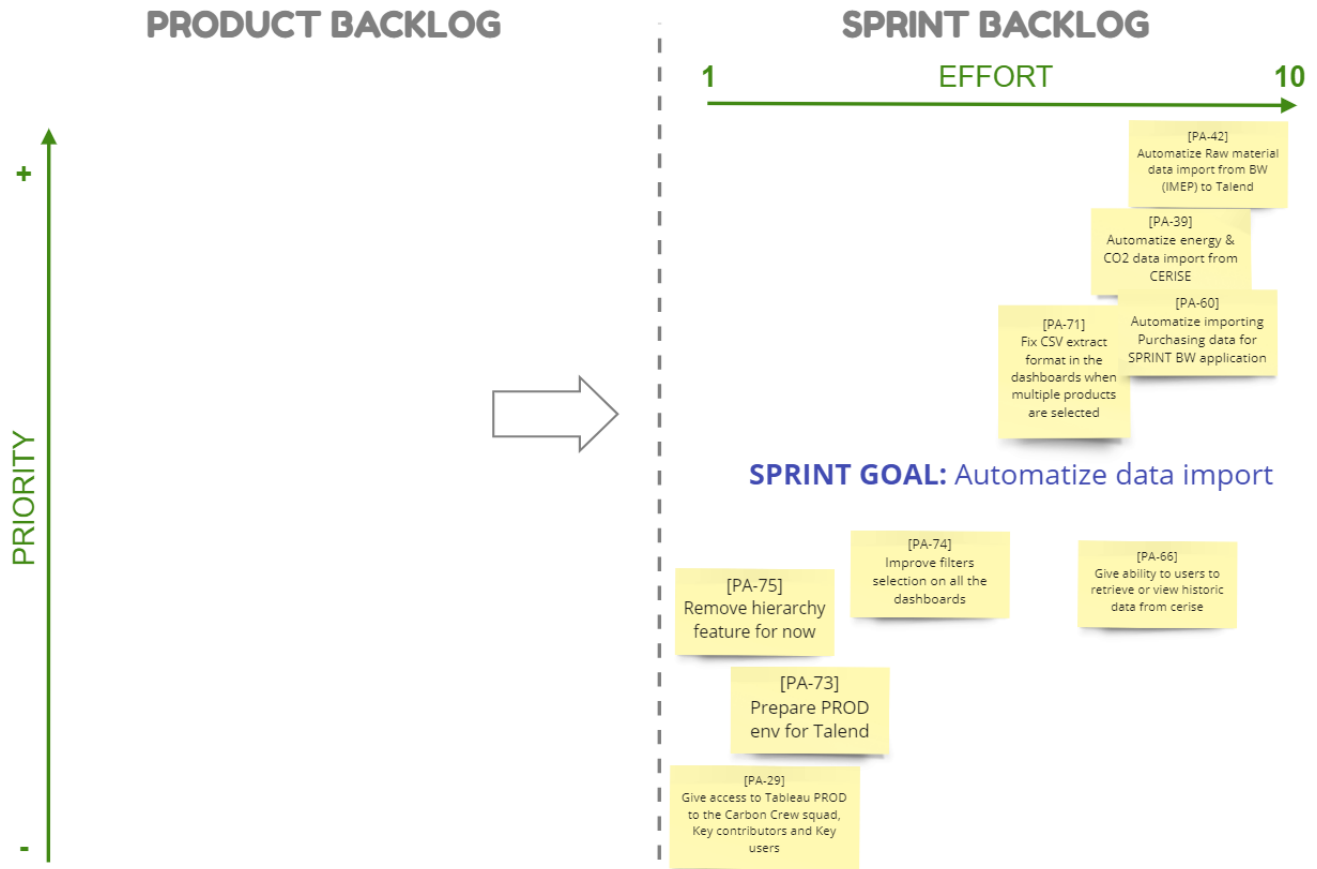 PRODUCT BACKLOG
SPRINT BACKLOG
1
EFFORT
10
+
PRIORITY
-
[PA-42]
Automatize Raw material
data import from BW
(IMEP) to Talend
[PA-39]
Automatize energy &
CO2 data import from
CERISE
[PA-60]
Automatize importing
Purchasing data for
SPRINT BW application
[PA-71]
Fix CSV extract
format in the
dashboards when
multiple products
are selected
SPRINT GOAL: Automatize data import
[PA-74]
Improve filters
selection on all the
dashboards
[PA-66]
Give ability to users to
retrieve or view historic
data from cerise
[PA-75]
Remove hierarchy
feature for now
[PA-73]
Prepare PROD
env for Talend
[PA-29]
Give access to Tableau PROD
to the Carbon Crew squad,
Key contributors and Key
users